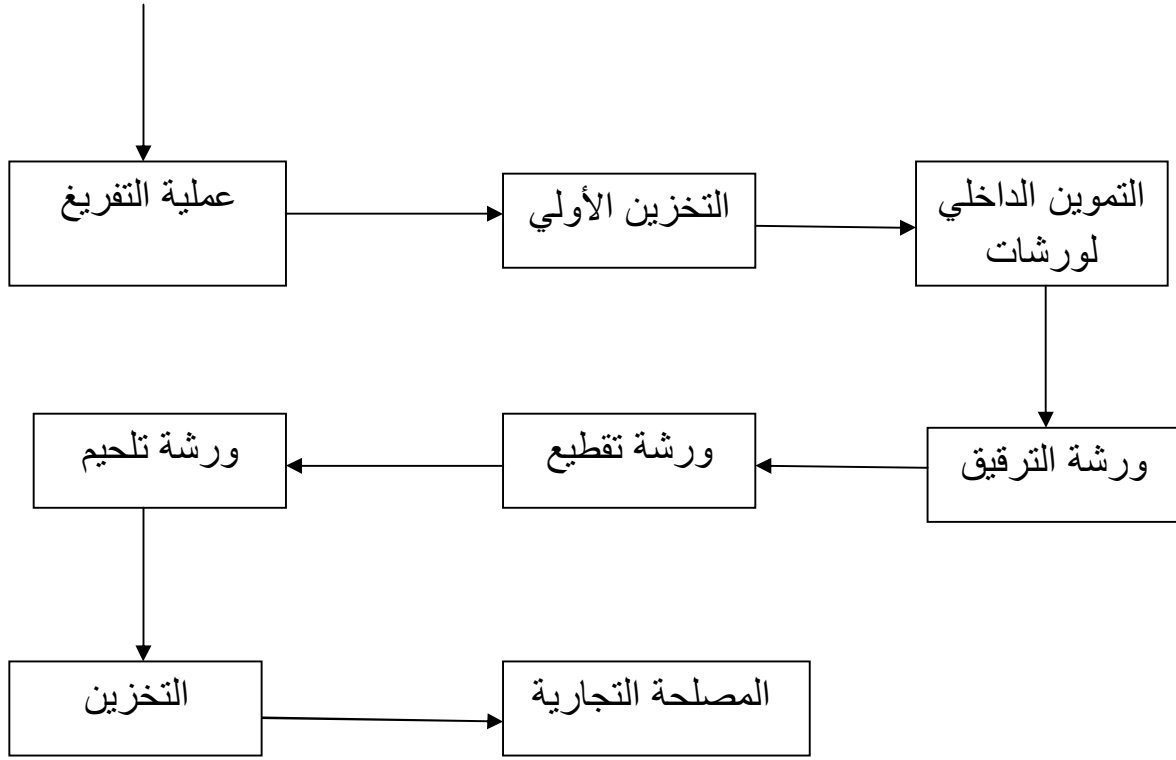 عملية التفريغ
التخزين الأولي
التموين الداخلي
لورشات
ورشة الترقيق
ورشة تقطيع
ورشة تلحيم
التخزين
المصلحة التجارية